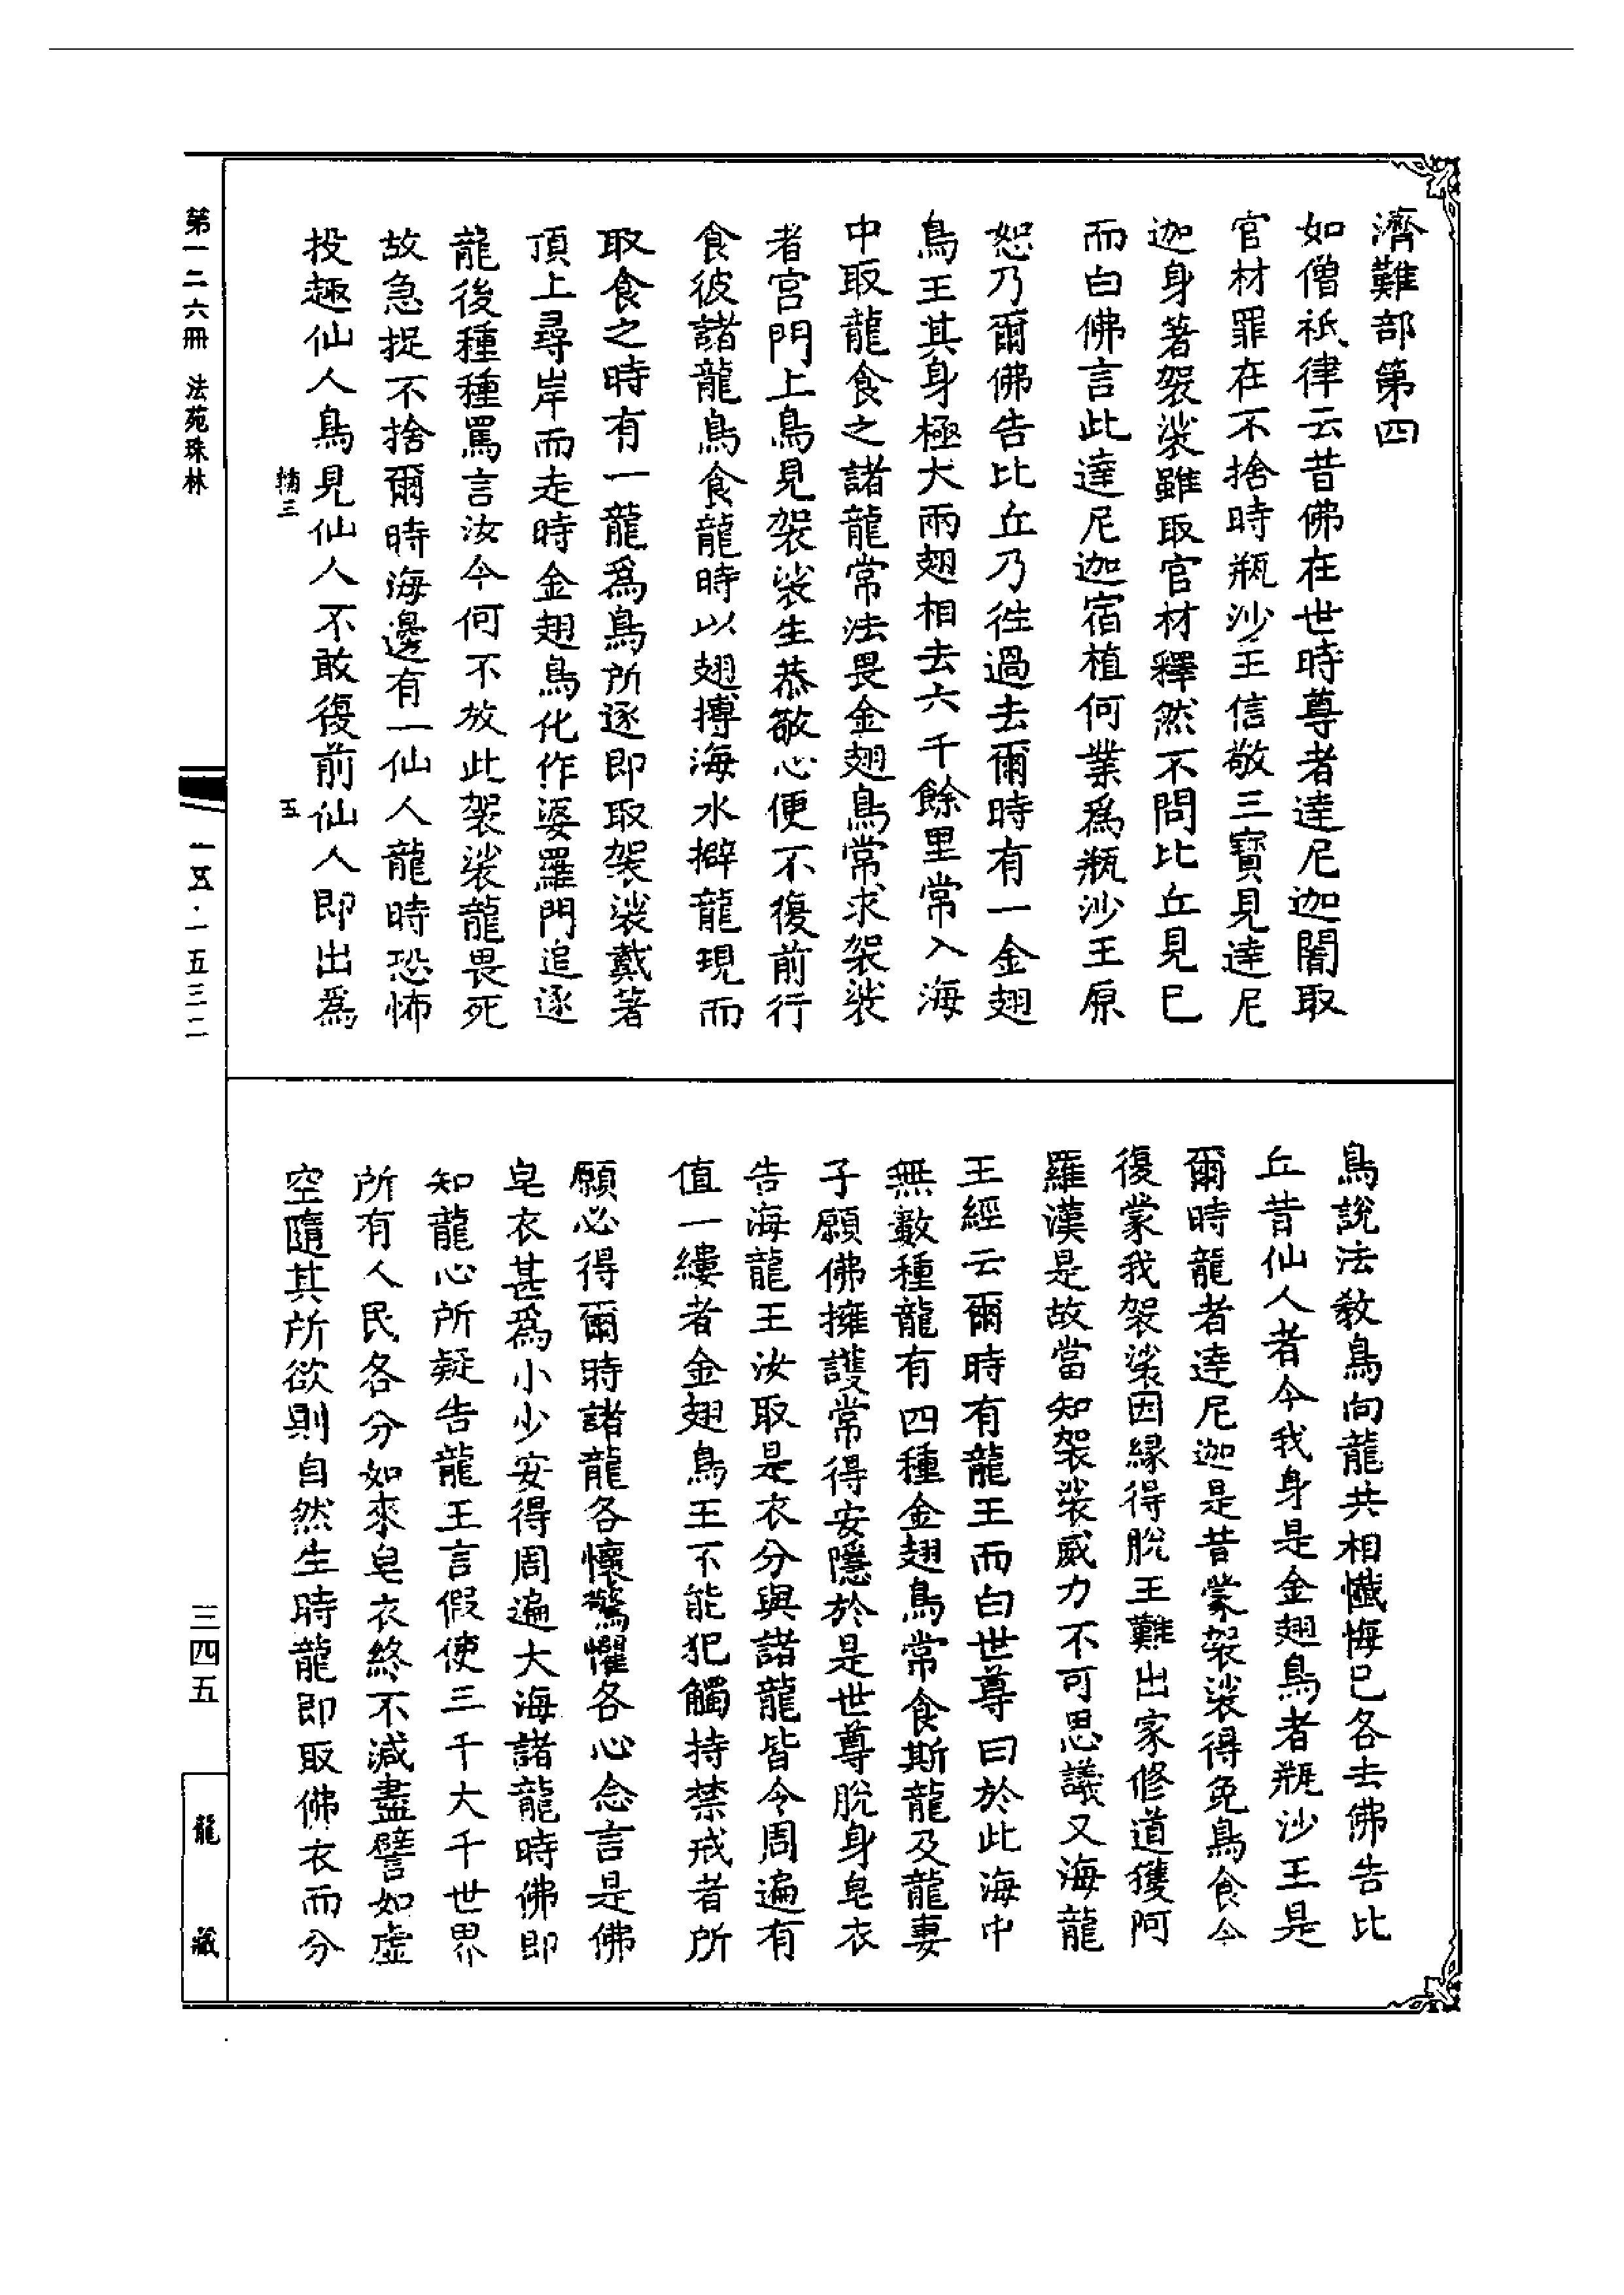 濟難部第四
如僧祇律云昔佛在世時尊者達尼迦闇取
官材罪在不捨時瓶沙王信敬三寶見達尼
迦身著袈裟雖取官材釋然不問比丘見已
而白佛言此達尼迦宿植何業爲瓶沙王原
恕乃爾佛告比丘乃往過去爾時有一金翅
鳥王其身極大兩翅相去六千餘里常入海
中取龍食之諸龍常法畏金翅鳥常求袈裟
者宮門上鳥見袈裟生恭敬心便不復前行
食彼諸龍鳥食龍時以翅搏海水擗龍現而
取食之時有一龍爲鳥所逐即取袈裟戴著
頂上尋岸而走時金翅鳥化作婆羅門追逐
龍後種種罵言汝今何不放此袈裟龍畏死
故急捉不捨爾時海邊有一仙人龍時恐怖
投趣仙人鳥見仙人不敢復前仙人即出爲
鳥說法教鳥向龍共相懺悔已各去佛告比
丘昔仙人者今我身是金翅鳥者瓶沙王是
爾時龍者達尼迦是昔蒙袈裟得免鳥食今
復蒙我袈裟因緣得脫王難出家修道獲阿
羅漢是故當知袈裟威力不可思議又海龍
王經云爾時有龍王而白世尊曰於此海中
無數種龍有四種金翅鳥常食斯龍及龍妻
子願佛擁護常得安隱於是世尊脫身皂衣
告海龍王汝取是衣分與諸龍皆令周遍有
值一縷者金翅鳥王不能犯觸持禁戒者所
願必得爾時諸龍各懷驚懼各心念言是佛
皂衣甚爲小少安得周遍大海諸龍時佛即
知龍心所疑告龍王言假使三千大千世界
所有人民各分如來皂衣終不減盡譬如虛
空隨其所欲則自然生時龍即取佛衣而分
輔三
五
第一二六冊 法苑珠林
一五·一五三二
三四五
龍藏